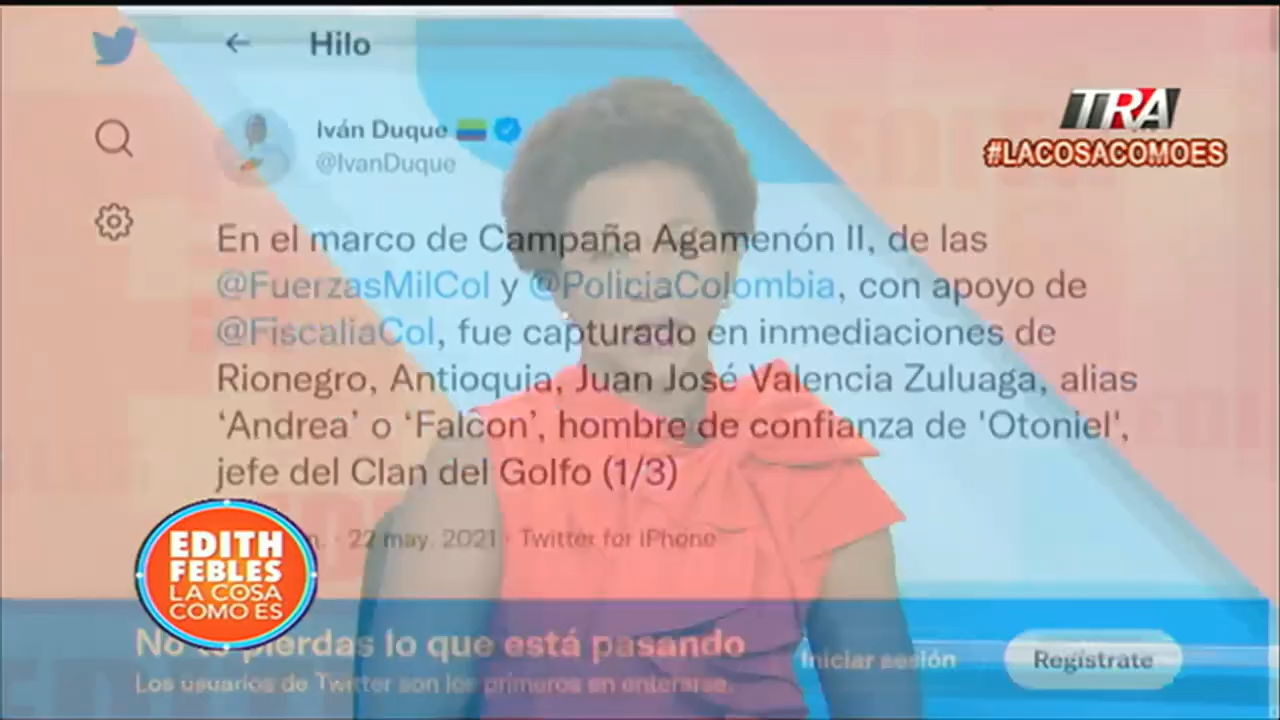 Hilo
TRA
Iván Duque
#LACOSACOMOES
@IvanDuque
En el marco de Campaña Agamenón II, de las
@FuerzasMilCol y @PoliciaColombia, con apoyo de
@FiscaliaCol, fue capturado en inmediaciones de
Rionegro, Antioquia, Juan José Valencia Zuluaga, alias
‘Andrea’ o ‘Falcon’, hombre de confianza de 'Otoniel',
jefe del Clan del Golfo (1/3)
· 22 may. 2021 · Twitter for iPhone
EDITH
FEBLES
LA COSA
COMO ES
No te pierdas lo que está pasando
Iniciar sesión
Regístrate
Los usuarios de Twitter son los primeros en enterarse.